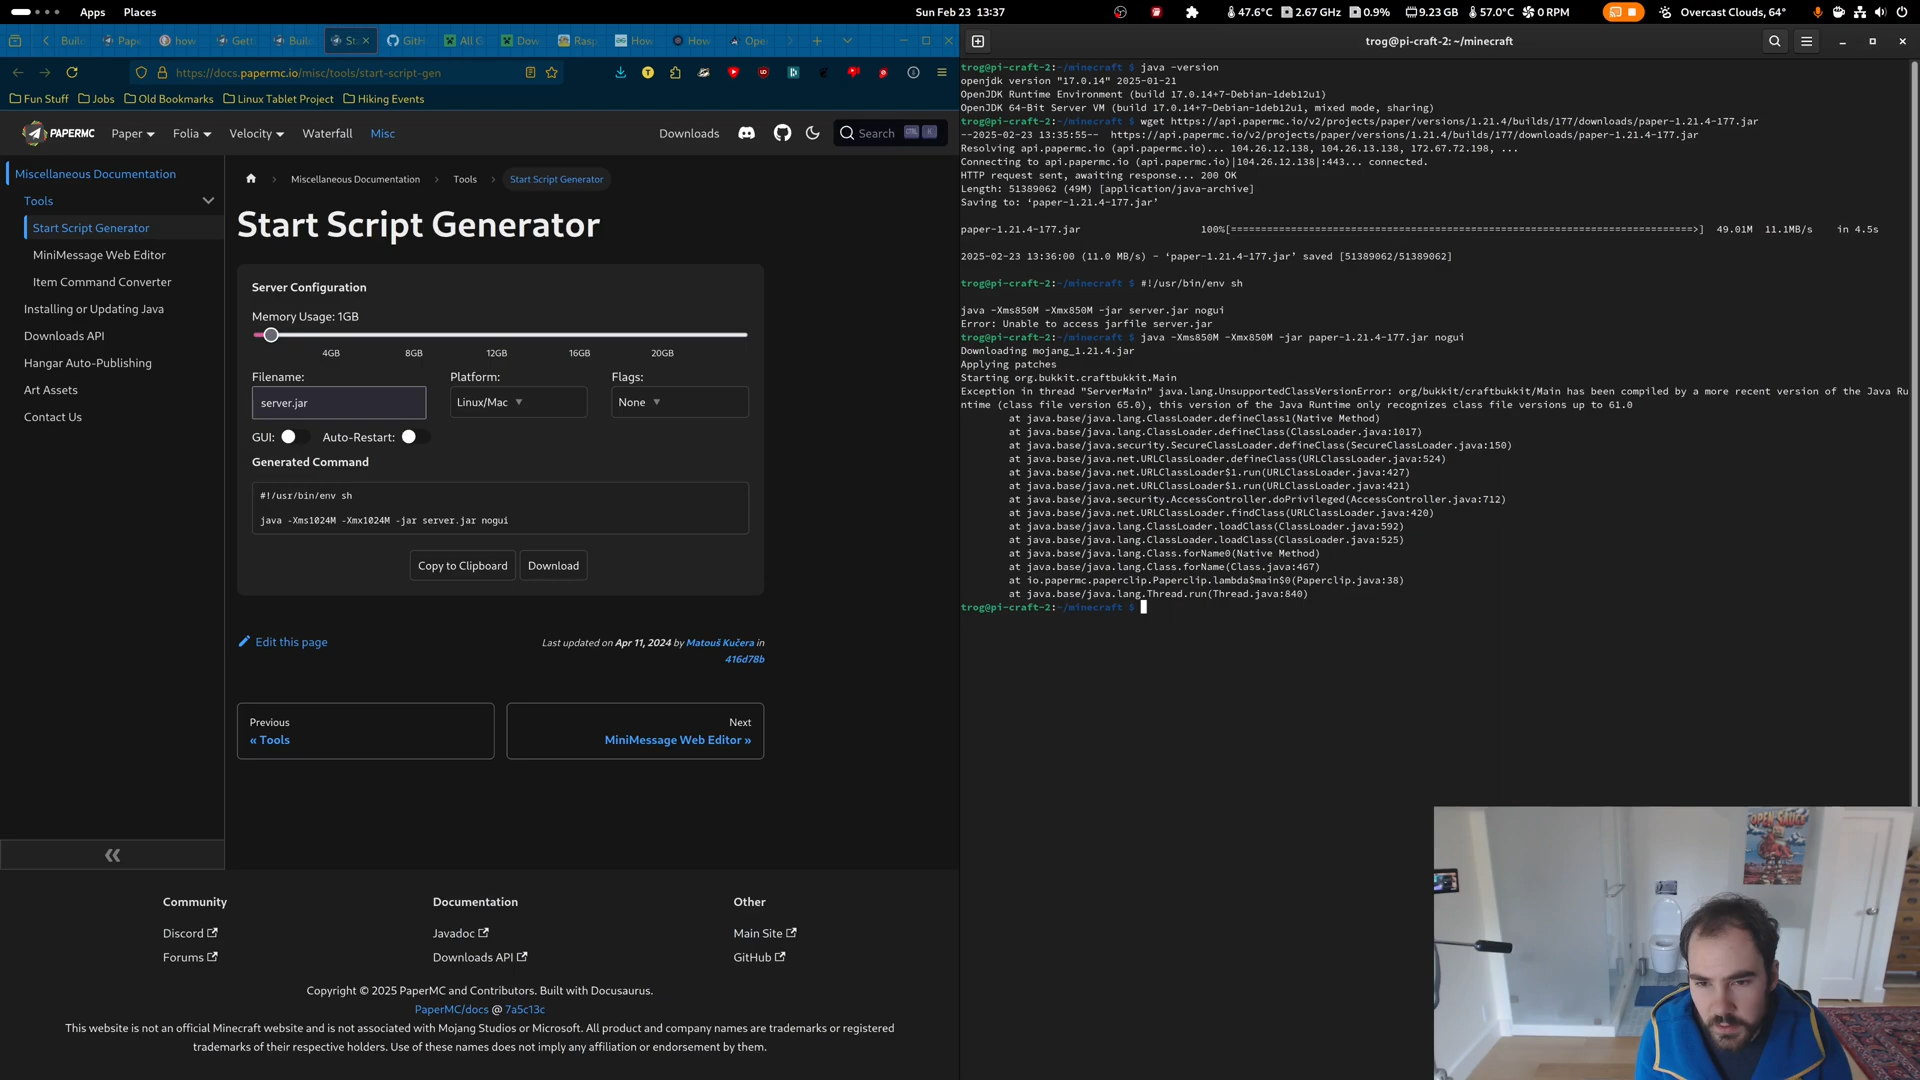 Apps
Places
Sun Feb 23 13:37
47.6°C
2.67 GHz
0.9%
9.23 GB
57.0°C
0 RPM
Overcast Clouds, 64°
Buil
Pape
how
Gett
Buil
Sta
GitH
All G
Dow
Rasp
How
How
Ope
https://docs.papermc.io/misc/tools/start-script-gen
Fun Stuff
Jobs
Old Bookmarks
Linux Tablet Project
Hiking Events
PAPERMC
Paper
Folia
Velocity
Waterfall
Misc
Downloads
Search
K
Miscellaneous Documentation
Tools
Start Script Generator
MiniMessage Web Editor
Item Command Converter
Installing or Updating Java
Downloads API
Hangar Auto-Publishing
Art Assets
Contact Us
Miscellaneous Documentation
Tools
Start Script Generator
Start Script Generator
Server Configuration
Memory Usage: 1GB
4GB
8GB
12GB
16GB
20GB
Filename:
Platform:
Flags:
server.jar
Linux/Mac
None
GUI:
Auto-Restart:
Generated Command
#!/usr/bin/env sh
java -Xms1024M -Xmx1024M -jar server.jar nogui
Copy to Clipboard
Download
Edit this page
Last updated on Apr 11, 2024 by Matouš Kučera in
416d78b
Previous
« Tools
Next
MiniMessage Web Editor »
Community
Discord
Forums
Documentation
Javadoc
Downloads API
Other
Main Site
GitHub
Copyright © 2025 PaperMC and Contributors. Built with Docusaurus.
PaperMC/docs @ 7a5c13c
This website is not an official Minecraft website and is not associated with Mojang Studios or Microsoft. All product and company names are trademarks or registered
trademarks of their respective holders. Use of these names does not imply any affiliation or endorsement by them.
trog@pi-craft-2: ~/minecraft
trog@pi-craft-2:~/minecraft $ java -version
openjdk version "17.0.14" 2025-01-21
OpenJDK Runtime Environment (build 17.0.14+7-Debian-1deb12u1)
OpenJDK 64-Bit Server VM (build 17.0.14+7-Debian-1deb12u1, mixed mode, sharing)
trog@pi-craft-2:~/minecraft $ wget https://api.papermc.io/v2/projects/paper/versions/1.21.4/builds/177/downloads/paper-1.21.4-177.jar
--2025-02-23 13:35:55-- https://api.papermc.io/v2/projects/paper/versions/1.21.4/builds/177/downloads/paper-1.21.4-177.jar
Resolving api.papermc.io (api.papermc.io)... 104.26.12.138, 104.26.13.138, 172.67.72.198, ...
Connecting to api.papermc.io (api.papermc.io)|104.26.12.138|:443... connected.
HTTP request sent, awaiting response... 200 OK
Length: 51389062 (49M) [application/java-archive]
Saving to: ‘paper-1.21.4-177.jar’
paper-1.21.4-177.jar 100%[=============================================================================>] 49.01M 11.1MB/s in 4.5s
2025-02-23 13:36:00 (11.0 MB/s) - ‘paper-1.21.4-177.jar’ saved [51389062/51389062]
trog@pi-craft-2:~/minecraft $ #!/usr/bin/env sh
java -Xms850M -Xmx850M -jar server.jar nogui
Error: Unable to access jarfile server.jar
trog@pi-craft-2:~/minecraft $ java -Xms850M -Xmx850M -jar paper-1.21.4-177.jar nogui
Downloading mojang_1.21.4.jar
Applying patches
Starting org.bukkit.craftbukkit.Main
Exception in thread "ServerMain" java.lang.UnsupportedClassVersionError: org/bukkit/craftbukkit/Main has been compiled by a more recent version of the Java Ru
ntime (class file version 65.0), this version of the Java Runtime only recognizes class file versions up to 61.0
at java.base/java.lang.ClassLoader.defineClass1(Native Method)
at java.base/java.lang.ClassLoader.defineClass(ClassLoader.java:1017)
at java.base/java.security.SecureClassLoader.defineClass(SecureClassLoader.java:150)
at java.base/java.net.URLClassLoader.defineClass(URLClassLoader.java:524)
at java.base/java.net.URLClassLoader$1.run(URLClassLoader.java:427)
at java.base/java.net.URLClassLoader$1.run(URLClassLoader.java:421)
at java.base/java.security.AccessController.doPrivileged(AccessController.java:712)
at java.base/java.net.URLClassLoader.findClass(URLClassLoader.java:420)
at java.base/java.lang.ClassLoader.loadClass(ClassLoader.java:592)
at java.base/java.lang.ClassLoader.loadClass(ClassLoader.java:525)
at java.base/java.lang.Class.forName0(Native Method)
at java.base/java.lang.Class.forName(Class.java:467)
at io.papermc.paperclip.Paperclip.lambda$main$0(Paperclip.java:38)
at java.base/java.lang.Thread.run(Thread.java:840)
trog@pi-craft-2:~/minecraft $
OPEN SAUCE